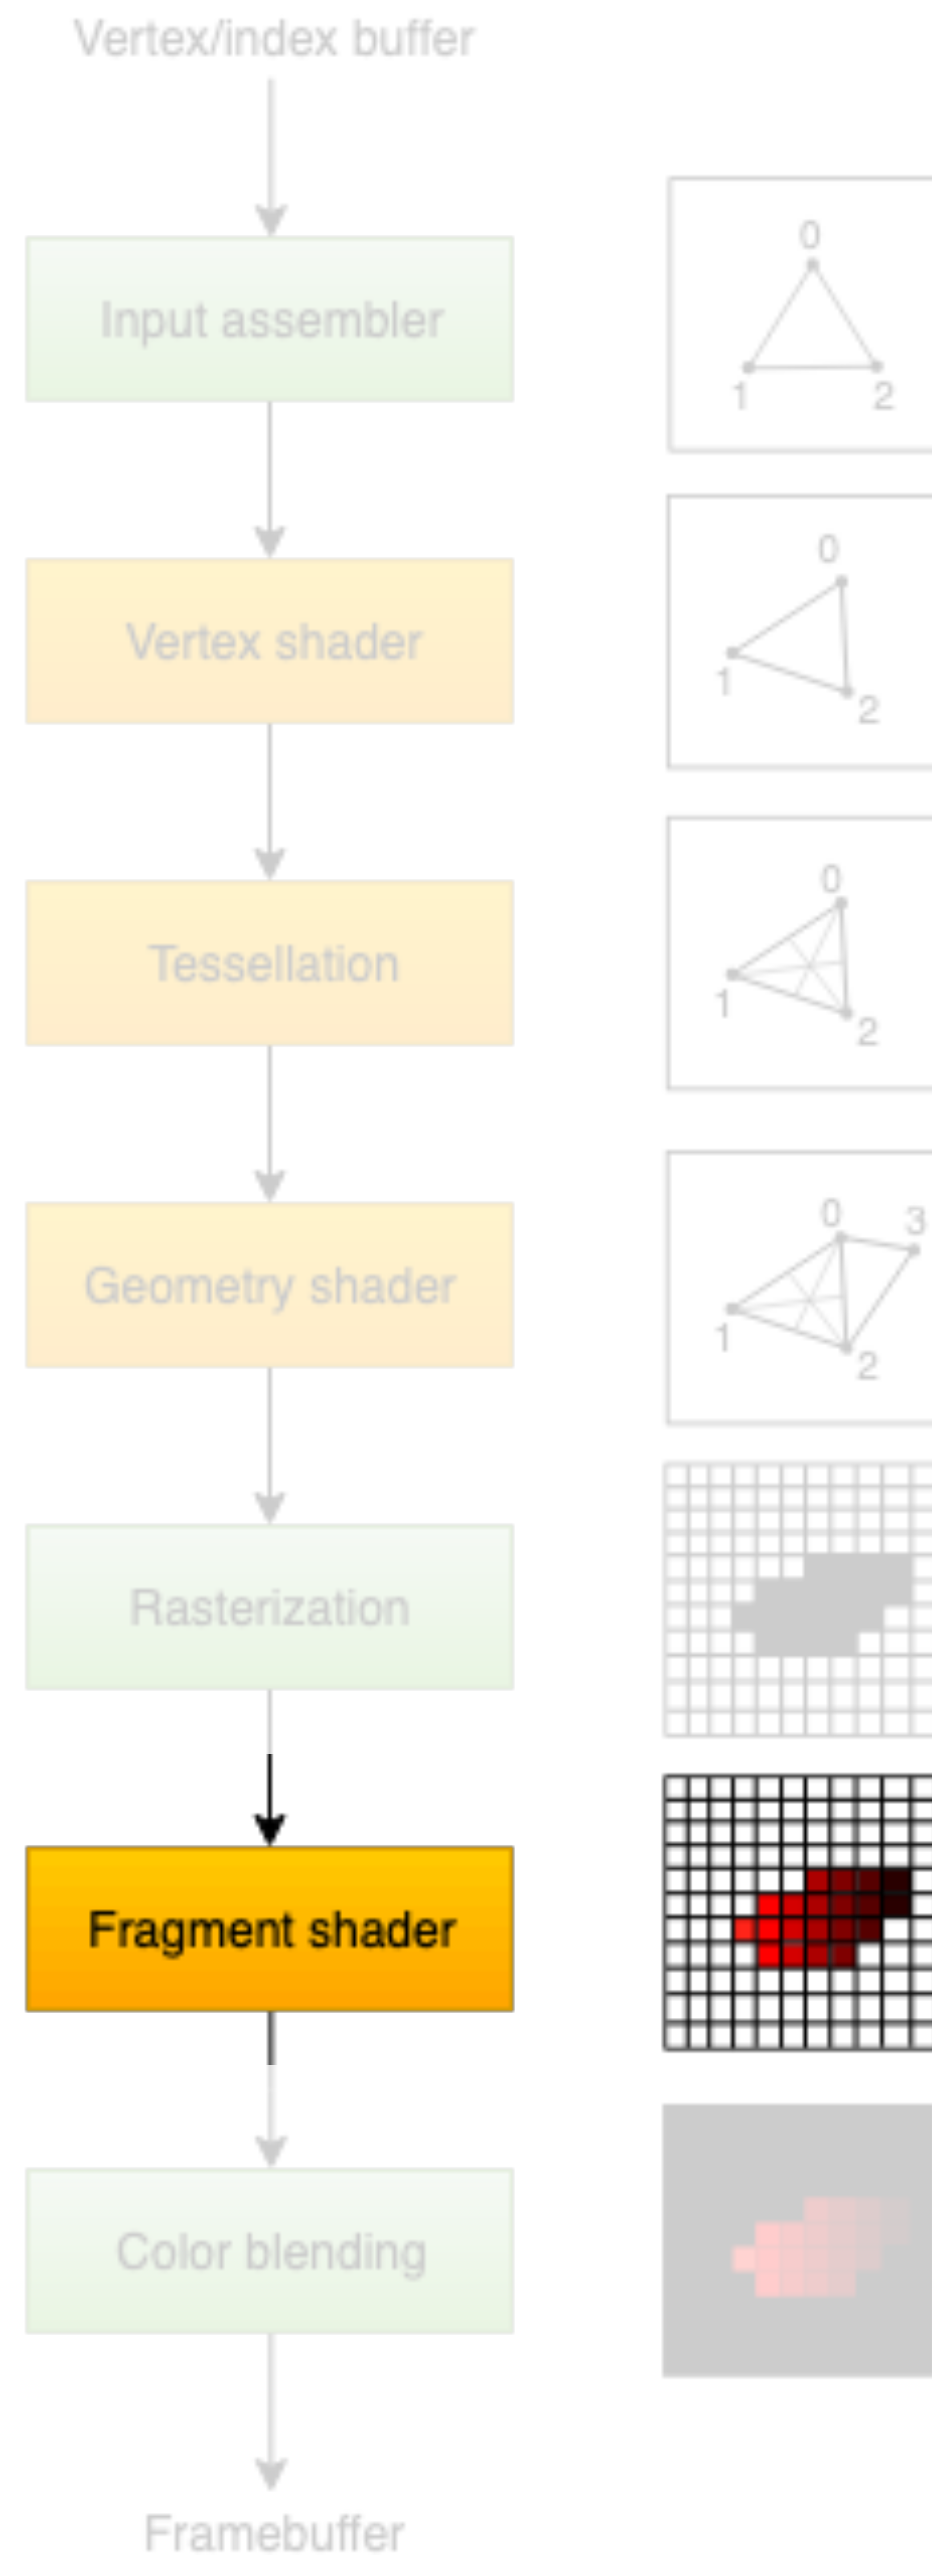 Vertex/index buffer
Input assembler
0
1
2
Vertex shader
0
1
2
Tessellation
0
1
2
Geometry shader
0
3
1
2
Rasterization
Fragment shader
Color blending
Framebuffer